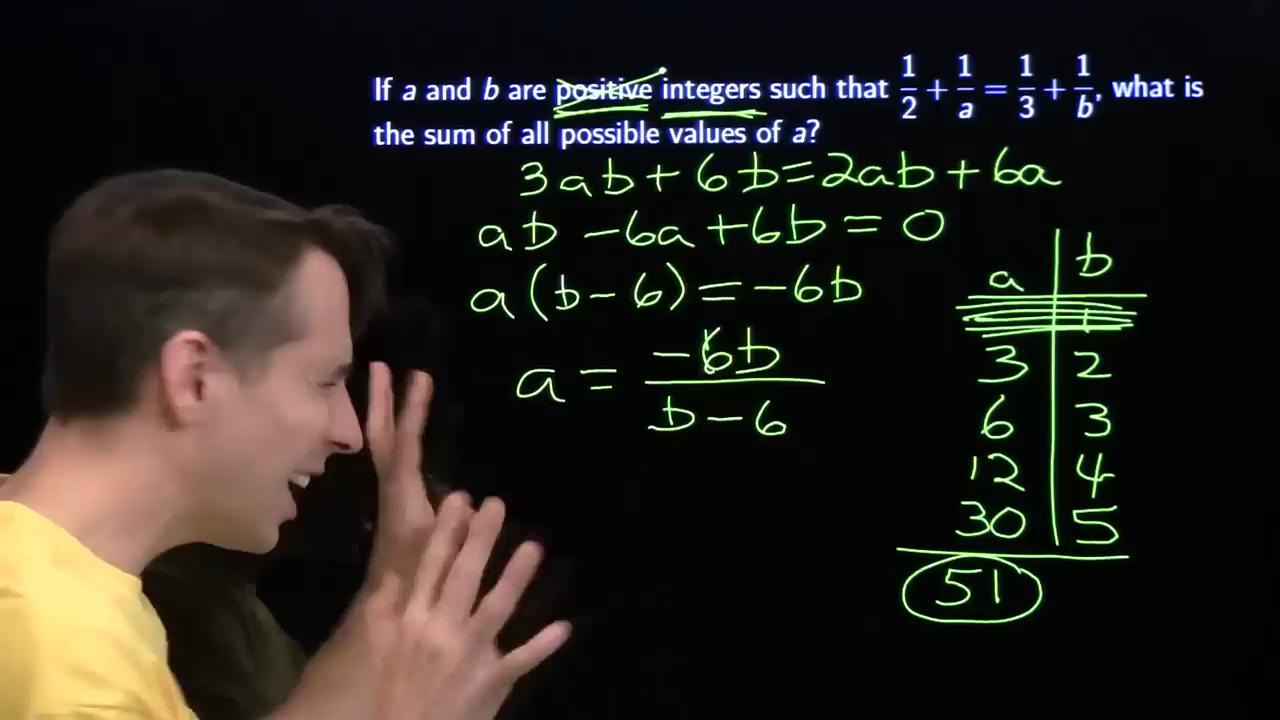 If a and b are positive integers such that 1/2 + 1/a = 1/3 + 1/b, what is
the sum of all possible values of a?
3ab + 6b = 2ab + 6a
ab - 6a + 6b = 0
a(b - 6) = -6b
a = -6b / b - 6
a b
1
3 2
6 3
12 4
30 5
51